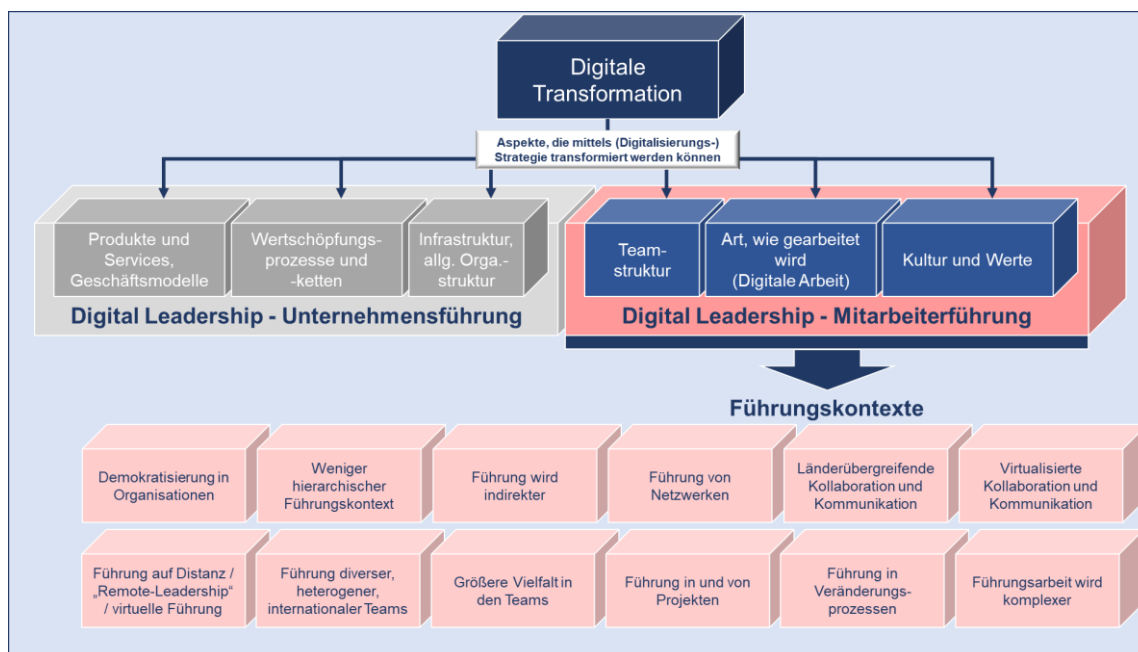 Digitale
Transformation
Aspekte, die mittels (Digitalisierungs-)
Strategie transformiert werden können
Produkte und
Services,
Geschäftsmodelle
Wertschöpfungs-
prozesse und
-ketten
Infrastruktur,
allg. Orga.-
struktur
Team-
struktur
Art, wie gearbeitet
wird
(Digitale Arbeit)
Kultur und Werte
Digital Leadership - Unternehmensführung
Digital Leadership - Mitarbeiterführung
Führungskontexte
Demokratisierung in
Organisationen
Weniger
hierarchischer
Führungskontext
Führung wird
indirekter
Führung von
Netzwerken
Länderübergreifende
Kollaboration und
Kommunikation
Virtualisierte
Kollaboration und
Kommunikation
Führung auf Distanz /
„Remote-Leadership“
/ virtuelle Führung
Führung diverser,
heterogener,
internationaler Teams
Größere Vielfalt in
den Teams
Führung in und von
Projekten
Führung in
Veränderungs-
prozessen
Führungsarbeit wird
komplexer